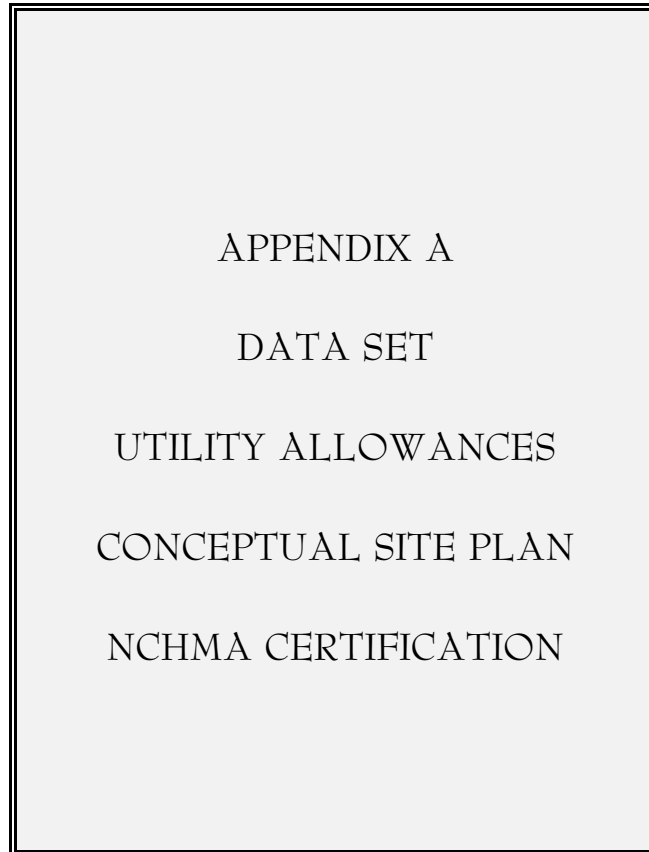 APPENDIX A
DATA SET
UTILITY ALLOWANCES
CONCEPTUAL SITE PLAN
NCHMA CERTIFICATION